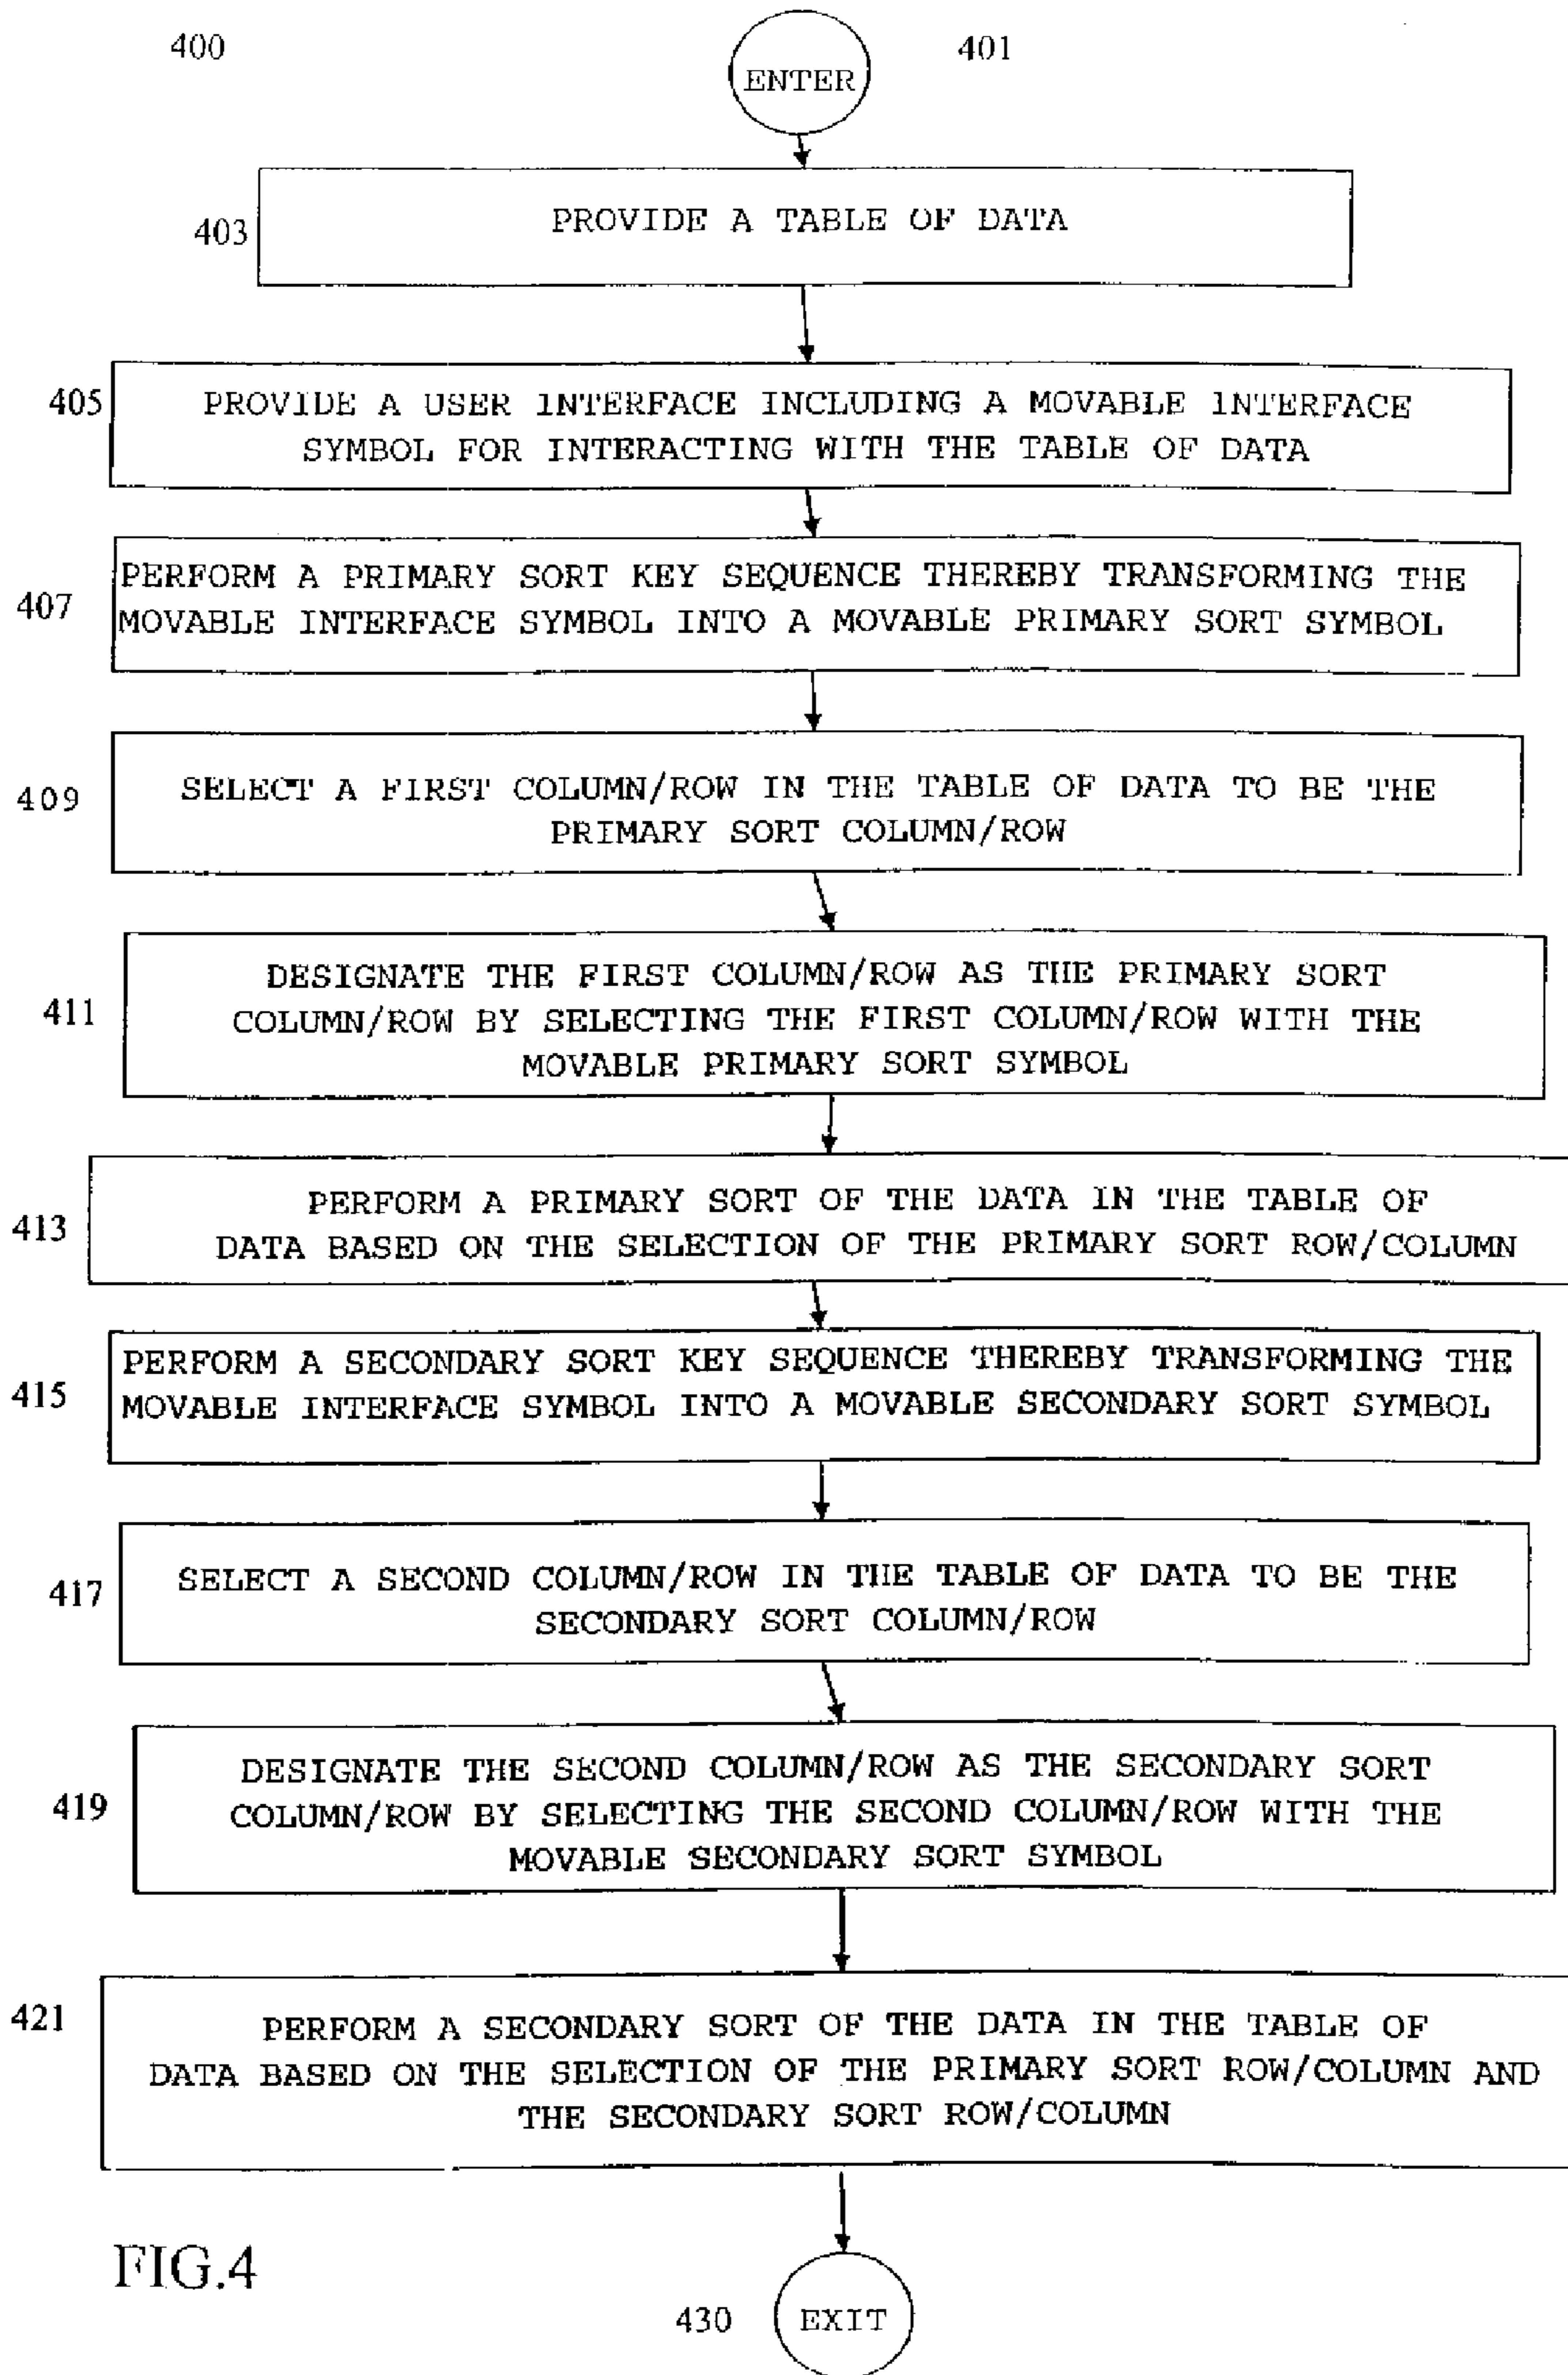 400
ENTER
401
403
PROVIDE A TABLE OF DATA
405
PROVIDE A USER INTERFACE INCLUDING A MOVABLE INTERFACE
SYMBOL FOR INTERACTING WITH THE TABLE OF DATA
407
PERFORM A PRIMARY SORT KEY SEQUENCE THEREBY TRANSFORMING THE
MOVABLE INTERFACE SYMBOL INTO A MOVABLE PRIMARY SORT SYMBOL
409
SELECT A FIRST COLUMN/ROW IN THE TABLE OF DATA TO BE THE
PRIMARY SORT COLUMN/ROW
411
DESIGNATE THE FIRST COLUMN/ROW AS THE PRIMARY SORT
COLUMN/ROW BY SELECTING THE FIRST COLUMN/ROW WITH THE
MOVABLE PRIMARY SORT SYMBOL
413
PERFORM A PRIMARY SORT OF THE DATA IN THE TABLE OF
DATA BASED ON THE SELECTION OF THE PRIMARY SORT ROW/COLUMN
415
PERFORM A SECONDARY SORT KEY SEQUENCE THEREBY TRANSFORMING THE
MOVABLE INTERFACE SYMBOL INTO A MOVABLE SECONDARY SORT SYMBOL
417
SELECT A SECOND COLUMN/ROW IN THE TABLE OF DATA TO BE THE
SECONDARY SORT COLUMN/ROW
419
DESIGNATE THE SECOND COLUMN/ROW AS THE SECONDARY SORT
COLUMN/ROW BY SELECTING THE SECOND COLUMN/ROW WITH THE
MOVABLE SECONDARY SORT SYMBOL
421
PERFORM A SECONDARY SORT OF THE DATA IN THE TABLE OF
DATA BASED ON THE SELECTION OF THE PRIMARY SORT ROW/COLUMN AND
THE SECONDARY SORT ROW/COLUMN
FIG.4
430
EXIT